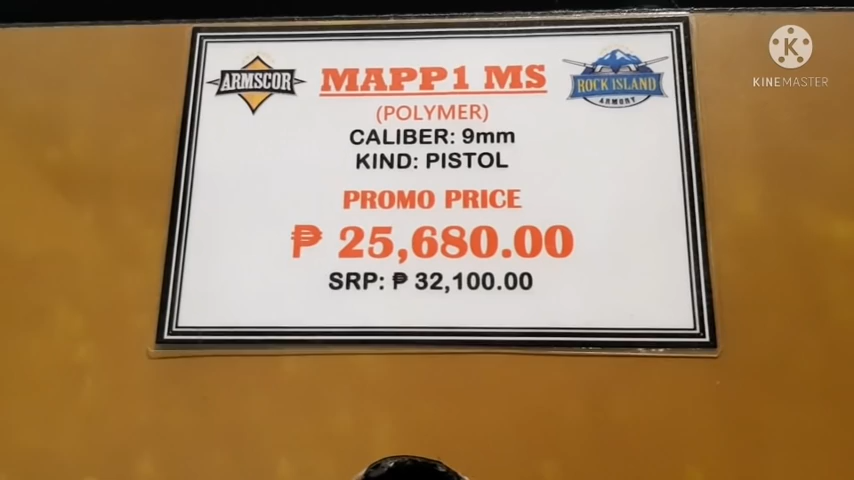 ARMSCOR
MAPP1 MS
ROCK ISLAND
ARMORY
(POLYMER)
CALIBER: 9mm
KIND: PISTOL
PROMO PRICE
₱ 25,680.00
SRP: ₱ 32,100.00
K
KINEMASTER